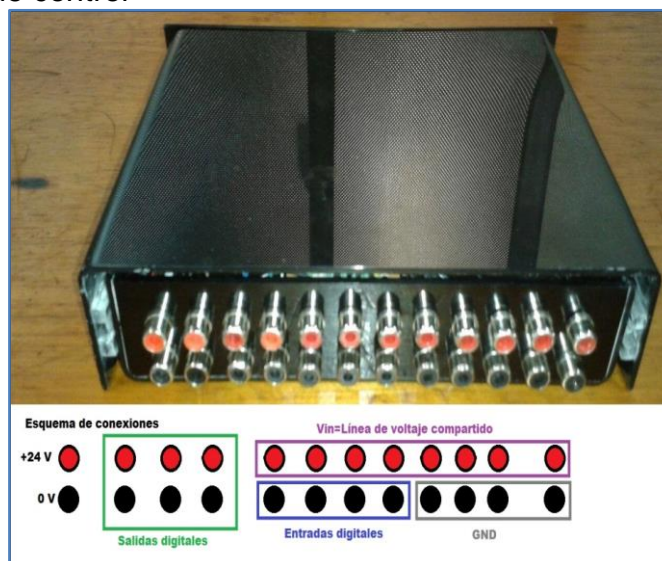 Esquema de conexiones
Vin=Línea de voltaje compartido
+24 V
0 V
Salidas digitales
Entradas digitales
GND